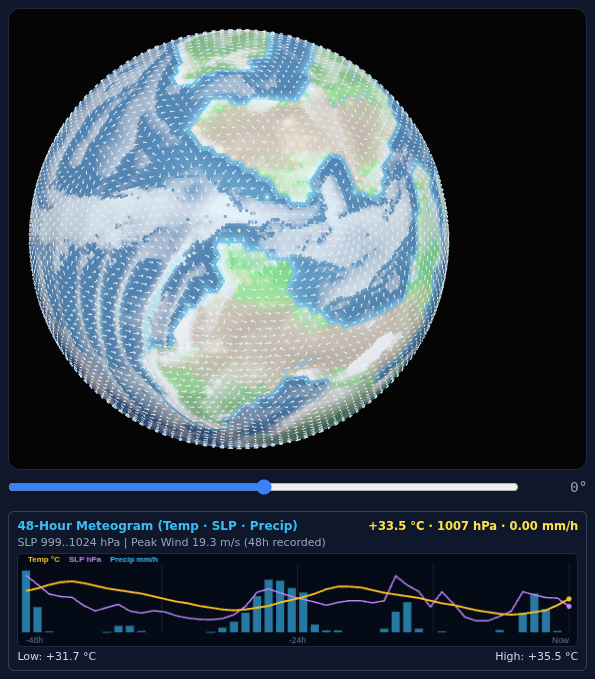 0°
48-Hour Meteogram (Temp · SLP · Precip)
+33.5 °C · 1007 hPa · 0.00 mm/h
SLP 999..1024 hPa | Peak Wind 19.3 m/s (48h recorded)
Temp °C SLP hPa Precip mm/h
-48h -24h Now
Low: +31.7 °C High: +35.5 °C